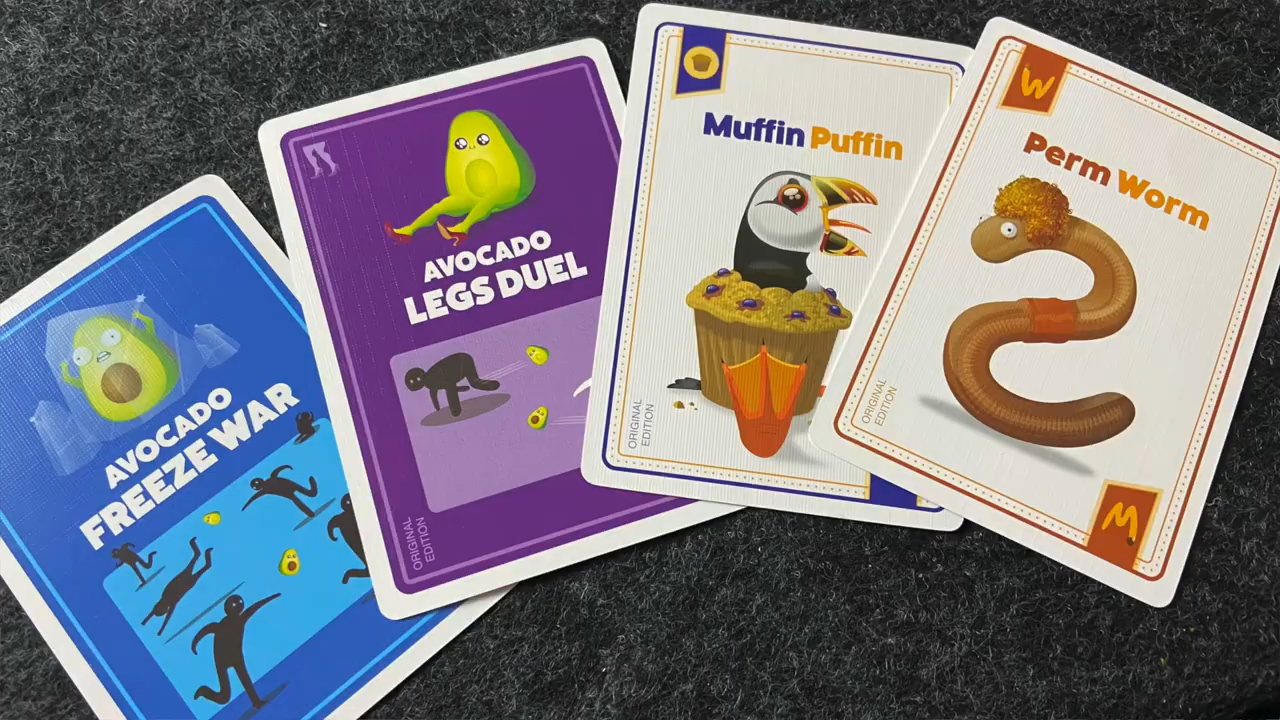 AVOCADO
FREEZE WAR
AVOCADO
LEGS DUEL
ORIGINAL
EDITION
Muffin Puffin
ORIGINAL
EDITION
W
Perm Worm
ORIGINAL
EDITION
W